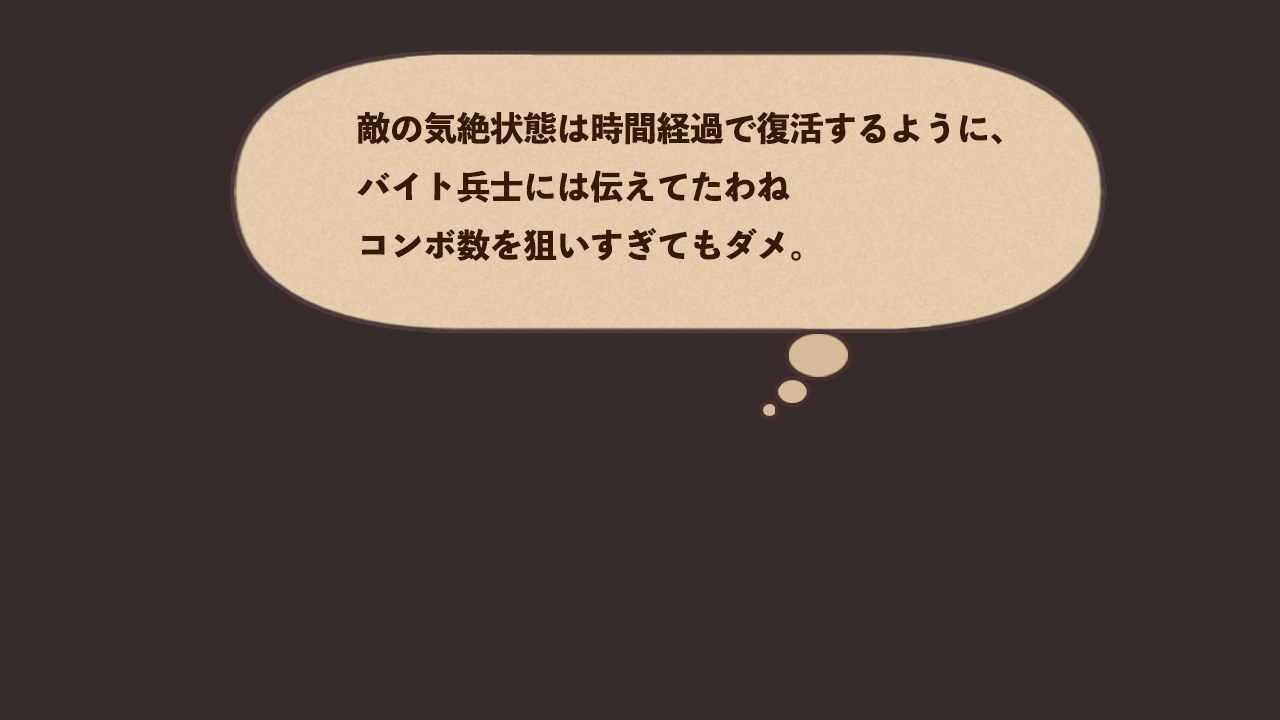 敵の気絶状態は時間経過で復活するように、
バイト兵士には伝えてたわね
コンボ数を狙いすぎてもダメ。